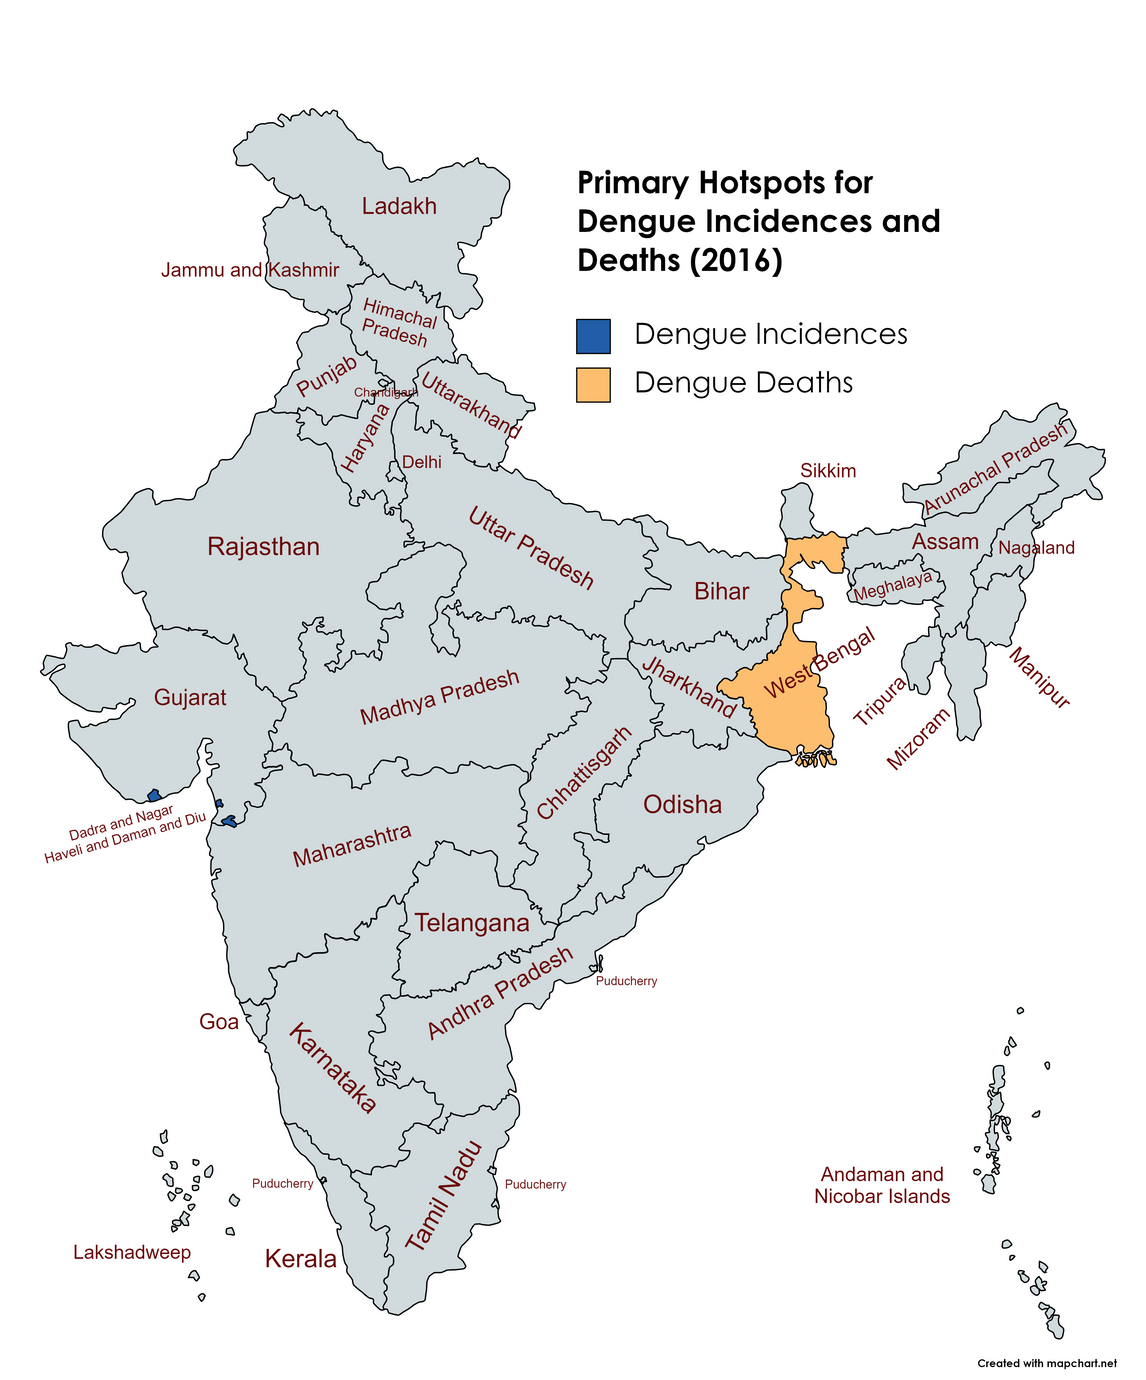 Primary Hotspots for
Dengue Incidences and
Deaths (2016)
Dengue Incidences
Dengue Deaths
Ladakh
Jammu and Kashmir
Himachal
Pradesh
Punjab
Chandigarh
Uttarakhand
Haryana
Delhi
Sikkim
Arunachal Pradesh
Rajasthan
Uttar Pradesh
Bihar
Assam
Nagaland
Meghalaya
Manipur
Tripura
Mizoram
West Bengal
Jharkhand
Gujarat
Madhya Pradesh
Chhattisgarh
Odisha
Dadra and Nagar
Haveli and Daman and Diu
Maharashtra
Telangana
Andhra Pradesh
Puducherry
Goa
Karnataka
Puducherry
Tamil Nadu
Puducherry
Andaman and
Nicobar Islands
Lakshadweep
Kerala
Created with mapchart.net